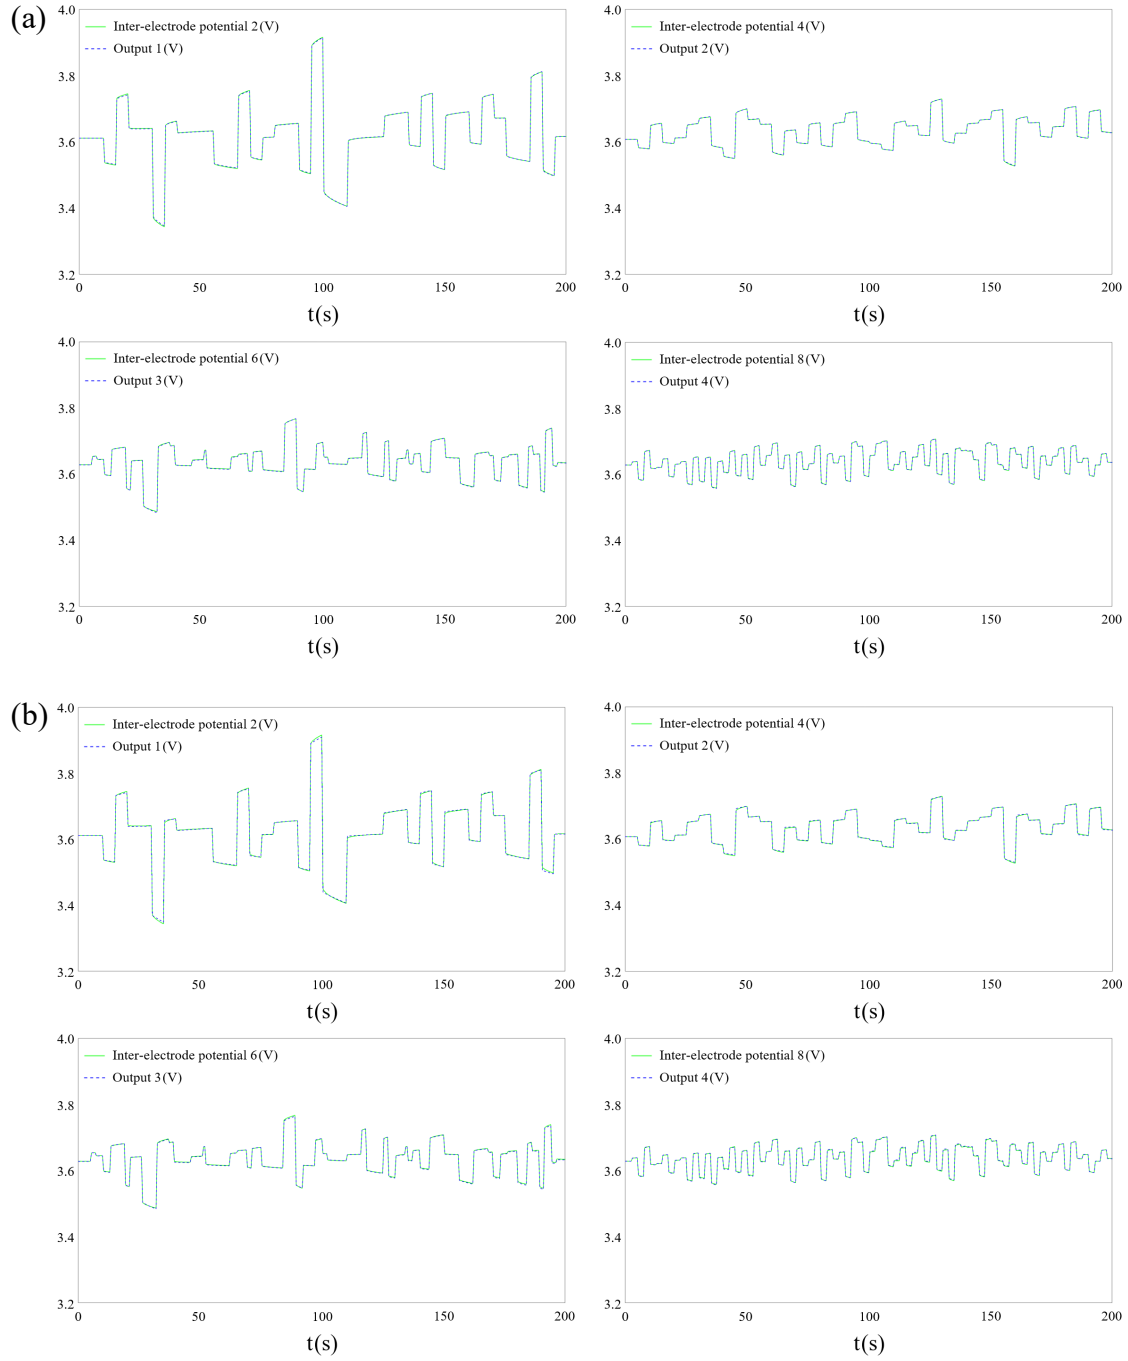 (a)
4.0
Inter-electrode potential 2(V)
Output 1(V)
3.8
3.6
3.4
3.2
0 50 100 150 200
t(s)
4.0
Inter-electrode potential 4(V)
Output 2(V)
3.8
3.6
3.4
3.2
0 50 100 150 200
t(s)
4.0
Inter-electrode potential 6(V)
Output 3(V)
3.8
3.6
3.4
3.2
0 50 100 150 200
t(s)
4.0
Inter-electrode potential 8(V)
Output 4(V)
3.8
3.6
3.4
3.2
0 50 100 150 200
t(s)
(b)
4.0
Inter-electrode potential 2(V)
Output 1(V)
3.8
3.6
3.4
3.2
0 50 100 150 200
t(s)
4.0
Inter-electrode potential 4(V)
Output 2(V)
3.8
3.6
3.4
3.2
0 50 100 150 200
t(s)
4.0
Inter-electrode potential 6(V)
Output 3(V)
3.8
3.6
3.4
3.2
0 50 100 150 200
t(s)
4.0
Inter-electrode potential 8(V)
Output 4(V)
3.8
3.6
3.4
3.2
0 50 100 150 200
t(s)